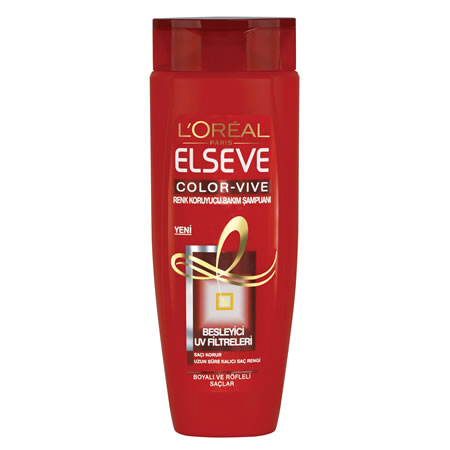 L'ORÉAL
PARIS
ELSEVE
COLOR-VIVE
RENK KORUYUCU BAKIM ŞAMPUANI
YENİ
BESLEYİCİ
UV FİLTRELERİ
SAÇI KORUR
UZUN SÜRE KALICI SAÇ RENGİ
BOYALI VE RÖFLELİ
SAÇLAR